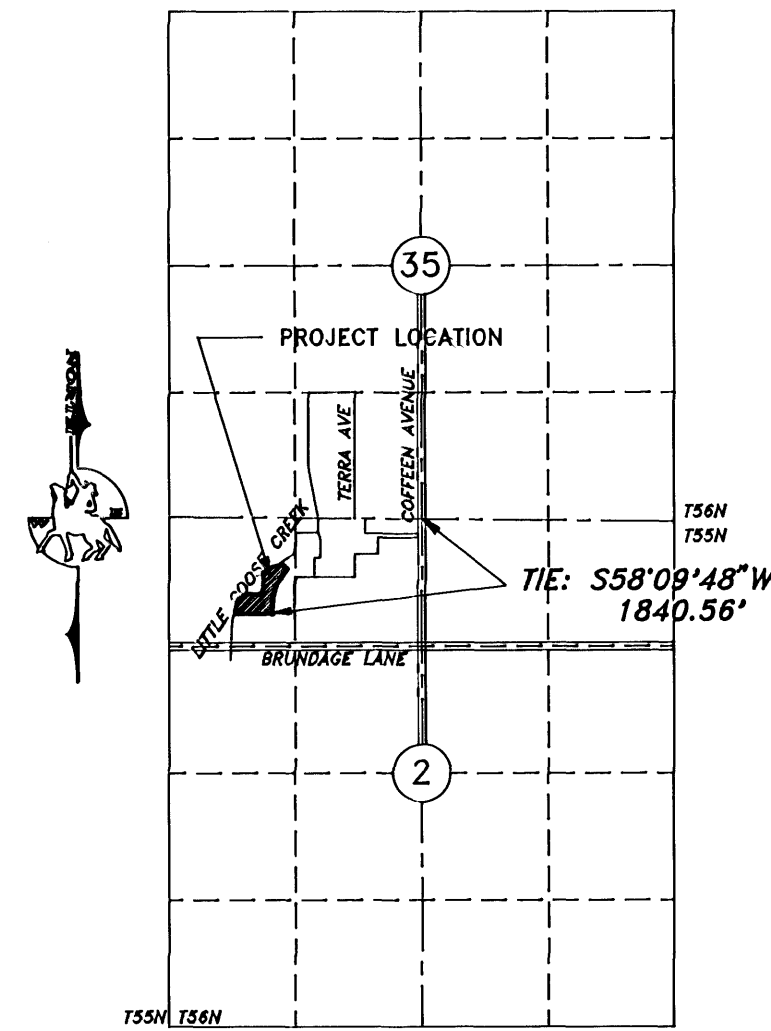 35
PROJECT LOCATION
NORTH
TERRA AVE
COFFEEN AVENUE
T56N
T55N
LITTLE GOOSE CREEK
TIE: S58°09'48"W
1840.56'
BRUNDAGE LANE
2
T55N T56N